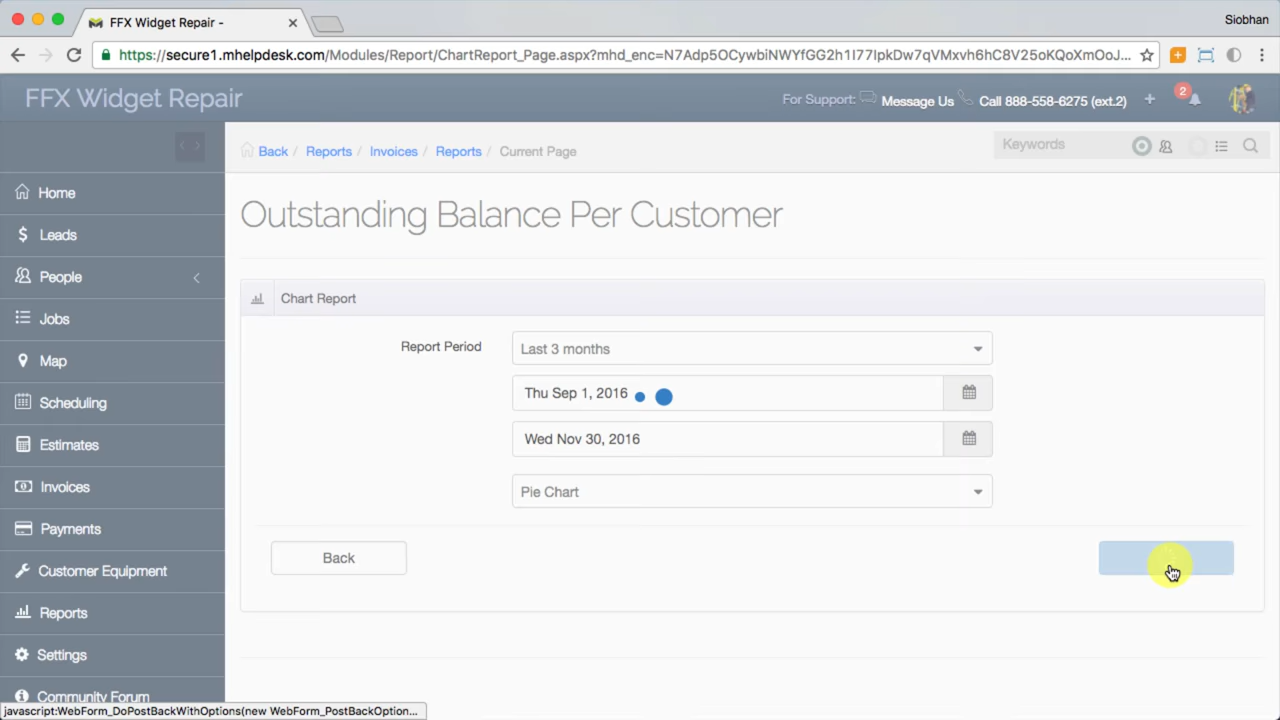 FFX Widget Repair -
Siobhan
https://secure1.mhelpdesk.com/Modules/Report/ChartReport_Page.aspx?mhd_enc=N7Adp5OCywbiNWYfGG2h1I77IpkDw7qVMxvh6hC8V25oKQoXmOoJ...
FFX Widget Repair
For Support: Message Us Call 888-558-6275 (ext.2) + 2
Back / Reports / Invoices / Reports / Current Page
Keywords
Home
Leads
People
Jobs
Map
Scheduling
Estimates
Invoices
Payments
Customer Equipment
Reports
Settings
Community Forum
Outstanding Balance Per Customer
Chart Report
Report Period
Last 3 months
Thu Sep 1, 2016
Wed Nov 30, 2016
Pie Chart
Back
javascript:WebForm_DoPostBackWithOptions(new WebForm_PostBackOption...